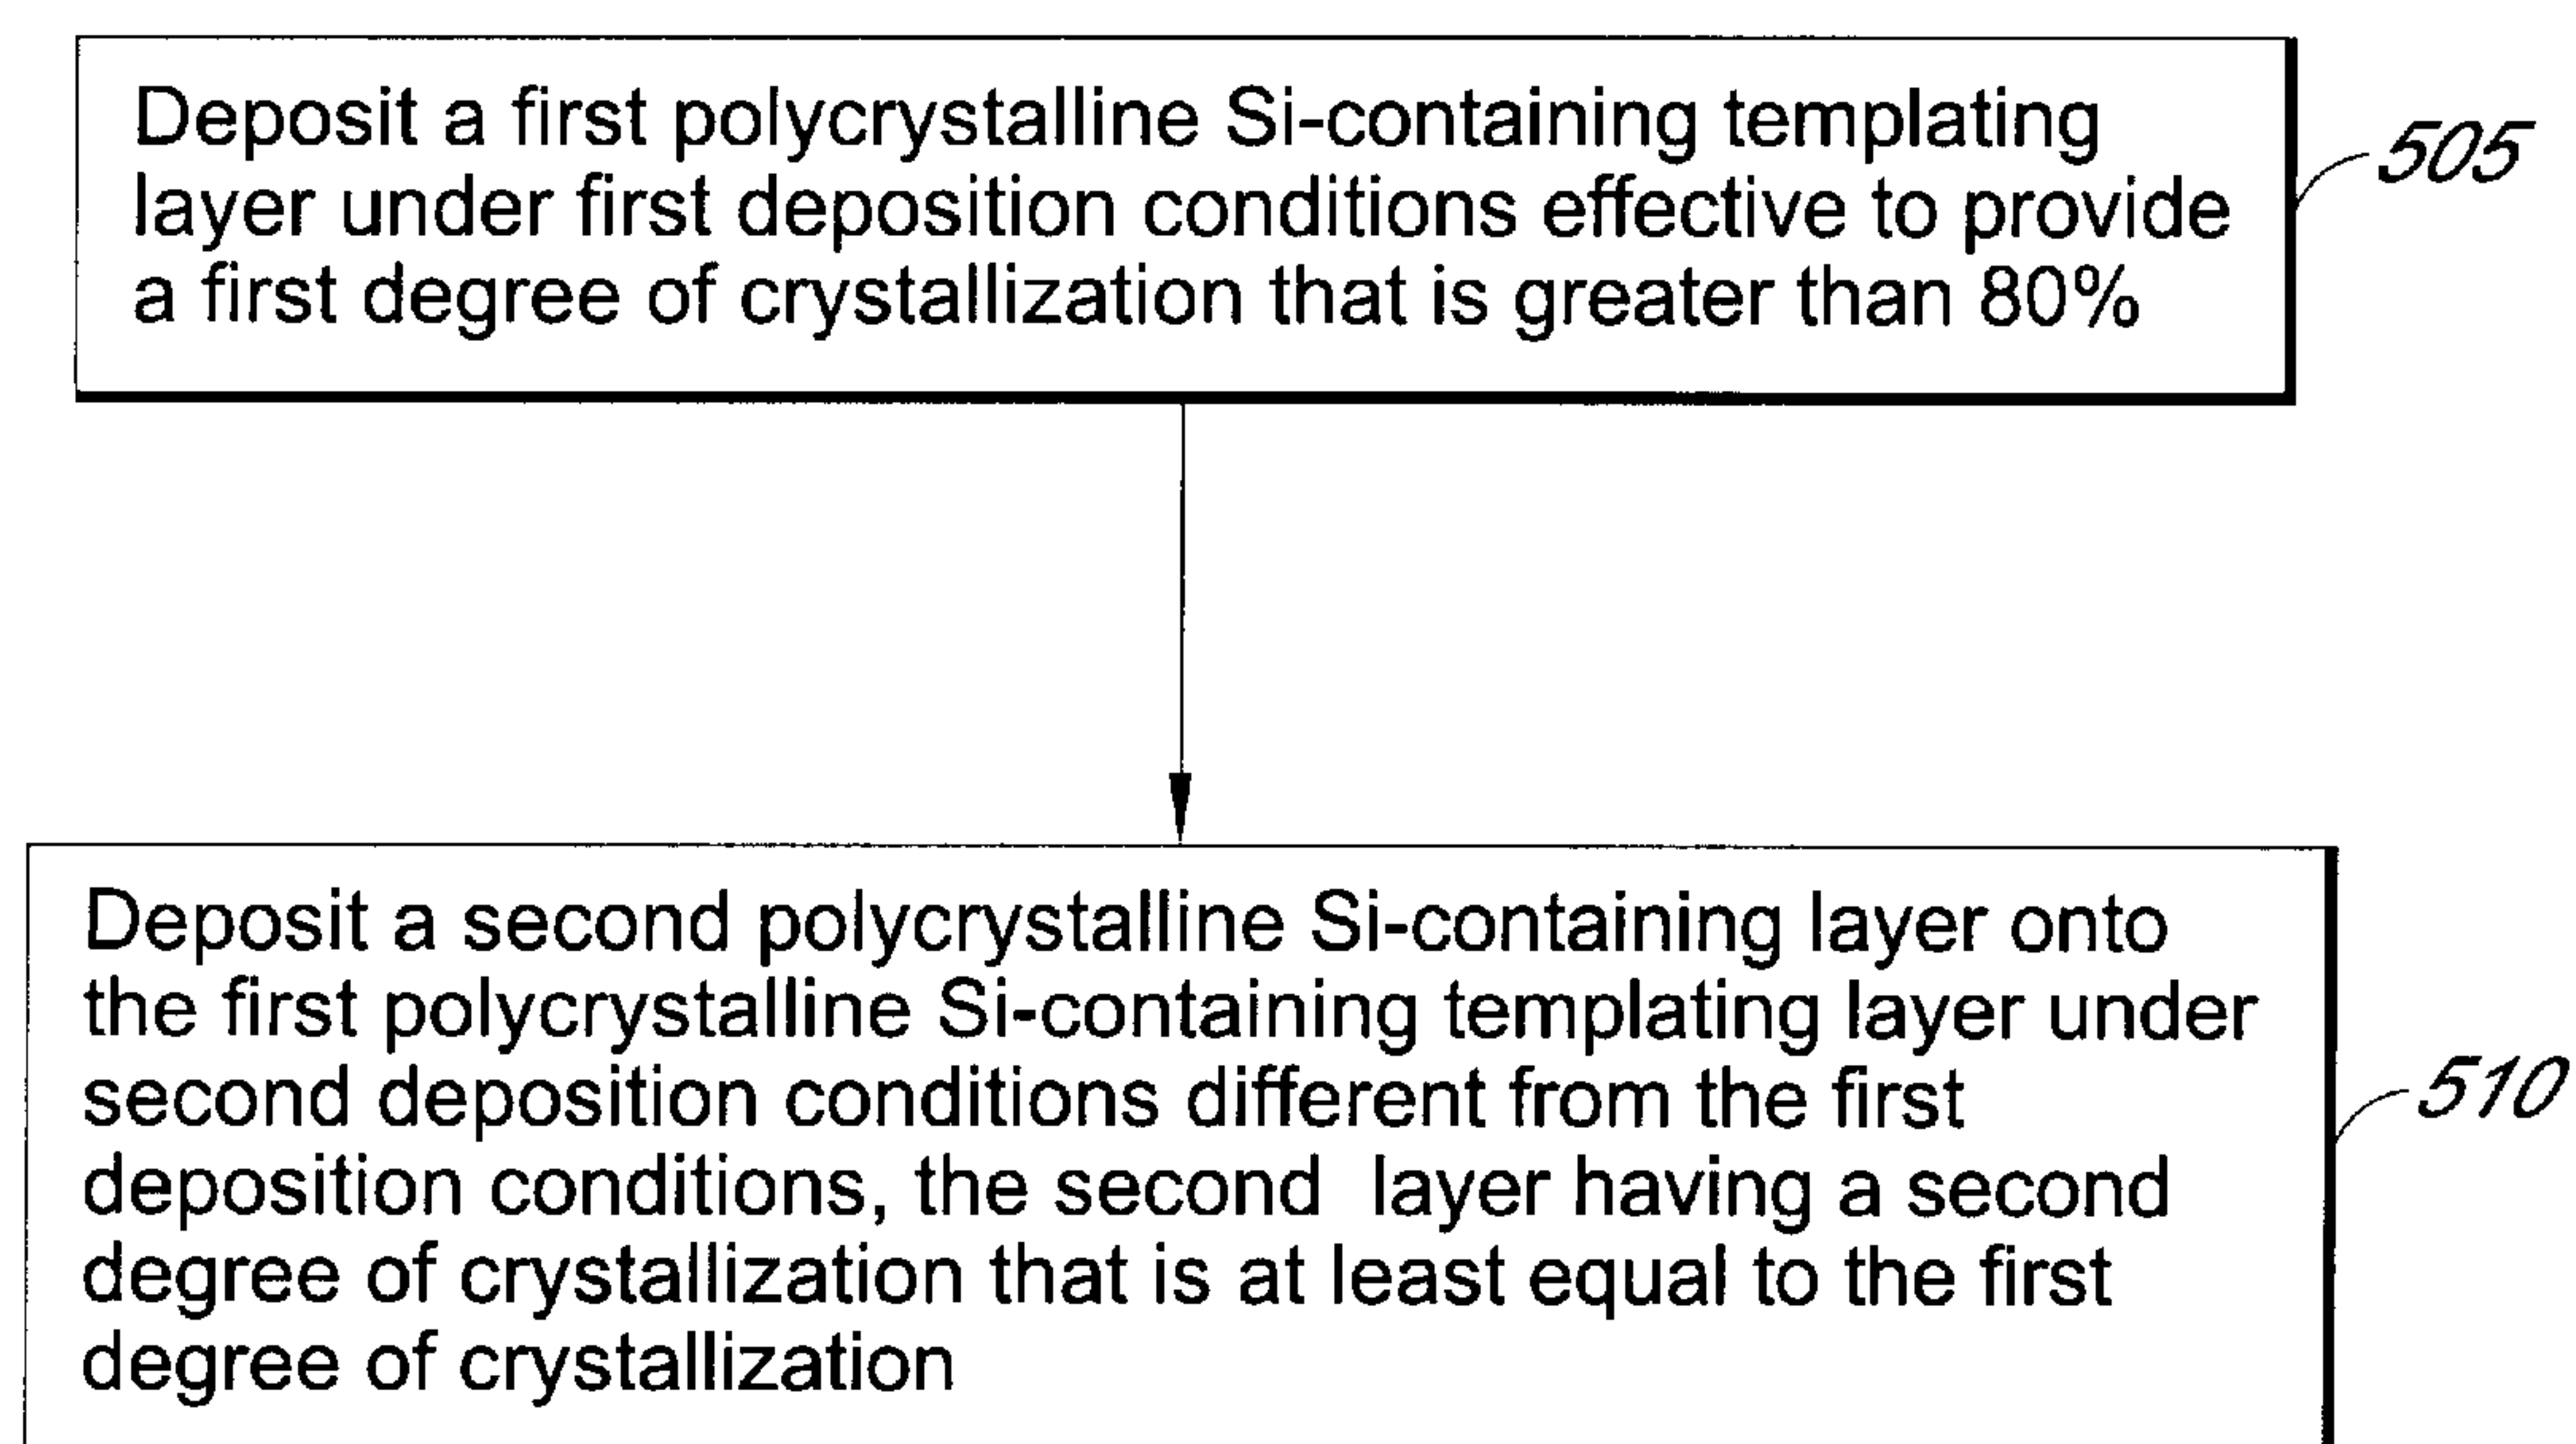 Deposit a first polycrystalline Si-containing templating
layer under first deposition conditions effective to provide
a first degree of crystallization that is greater than 80%
505
Deposit a second polycrystalline Si-containing layer onto
the first polycrystalline Si-containing templating layer under
second deposition conditions different from the first
deposition conditions, the second layer having a second
degree of crystallization that is at least equal to the first
degree of crystallization
510